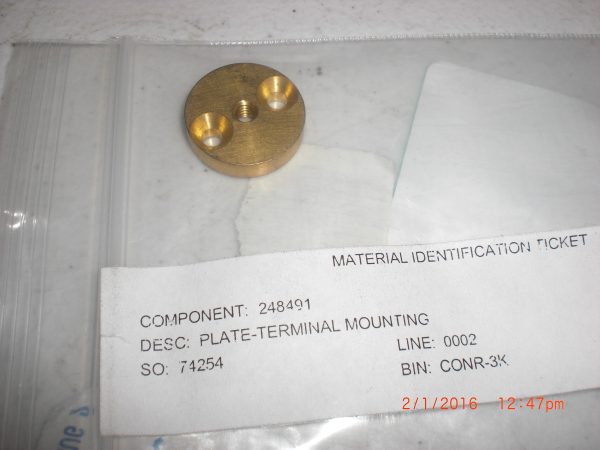 MATERIAL IDENTIFICATION TICKET
COMPONENT: 248491
DESC: PLATE-TERMINAL MOUNTING
SO: 74254
LINE: 0002
BIN: CONR-3K
2/1/2016 12:47pm